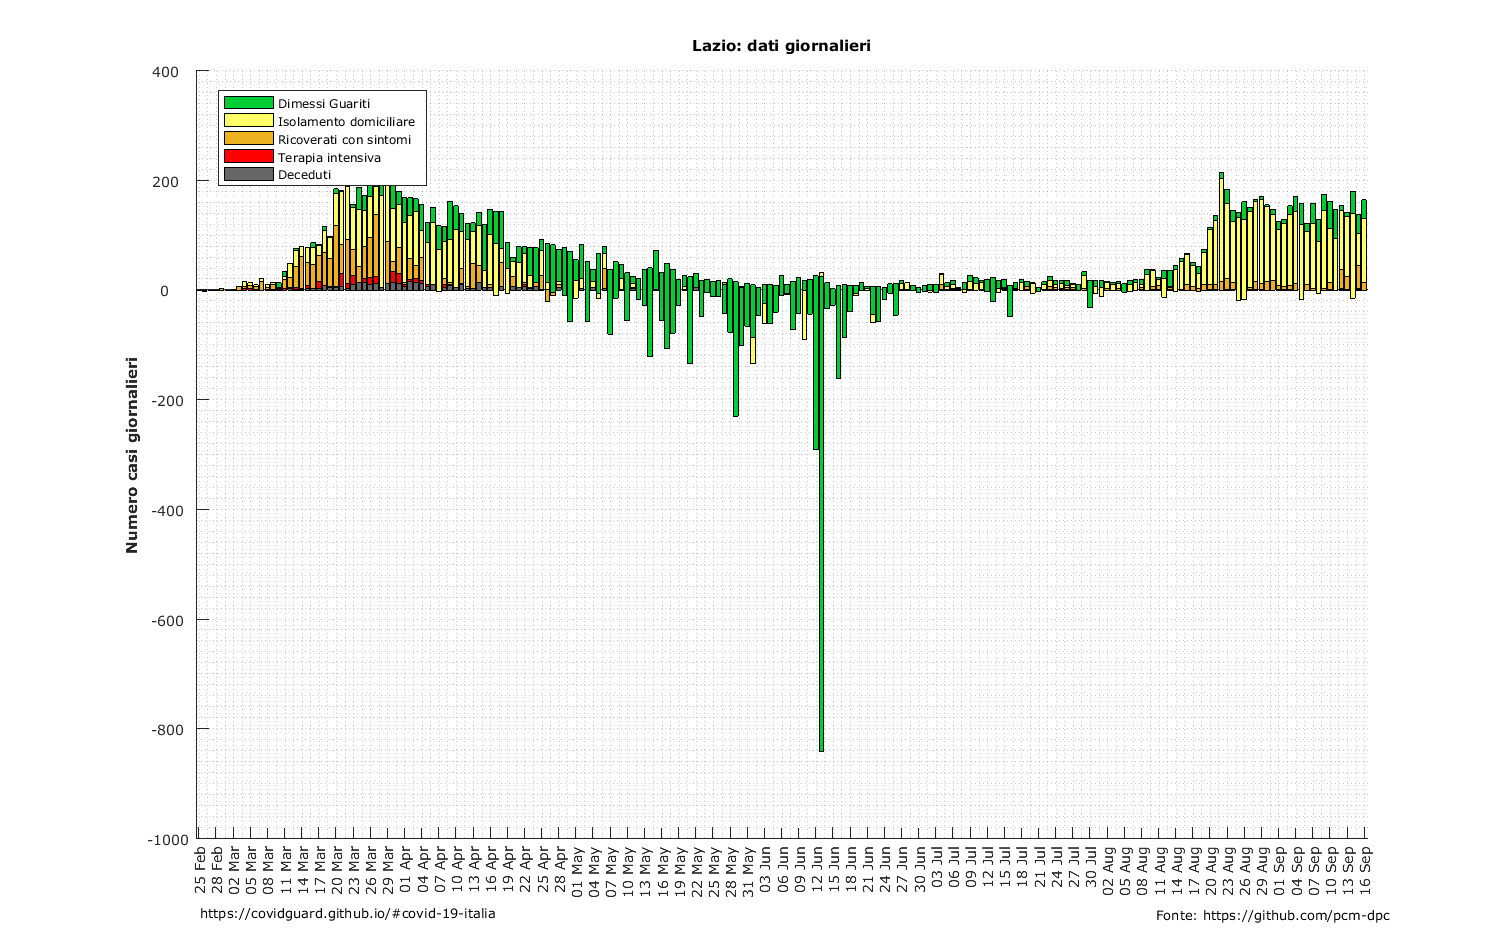 Lazio: dati giornalieri
400
200
0
-200
-400
-600
-800
-1000
Numero casi giornalieri
Dimessi Guariti
Isolamento domiciliare
Ricoverati con sintomi
Terapia intensiva
Deceduti
25 Feb
28 Feb
02 Mar
05 Mar
08 Mar
11 Mar
14 Mar
17 Mar
20 Mar
23 Mar
26 Mar
29 Mar
01 Apr
04 Apr
07 Apr
10 Apr
13 Apr
16 Apr
19 Apr
22 Apr
25 Apr
28 Apr
01 May
04 May
07 May
10 May
13 May
16 May
19 May
22 May
25 May
28 May
31 May
03 Jun
06 Jun
09 Jun
12 Jun
15 Jun
18 Jun
21 Jun
24 Jun
27 Jun
30 Jun
03 Jul
06 Jul
09 Jul
12 Jul
15 Jul
18 Jul
21 Jul
24 Jul
27 Jul
30 Jul
02 Aug
05 Aug
08 Aug
11 Aug
14 Aug
17 Aug
20 Aug
23 Aug
26 Aug
29 Aug
01 Sep
04 Sep
07 Sep
10 Sep
13 Sep
16 Sep
https://covidguard.github.io/#covid-19-italia
Fonte: https://github.com/pcm-dpc